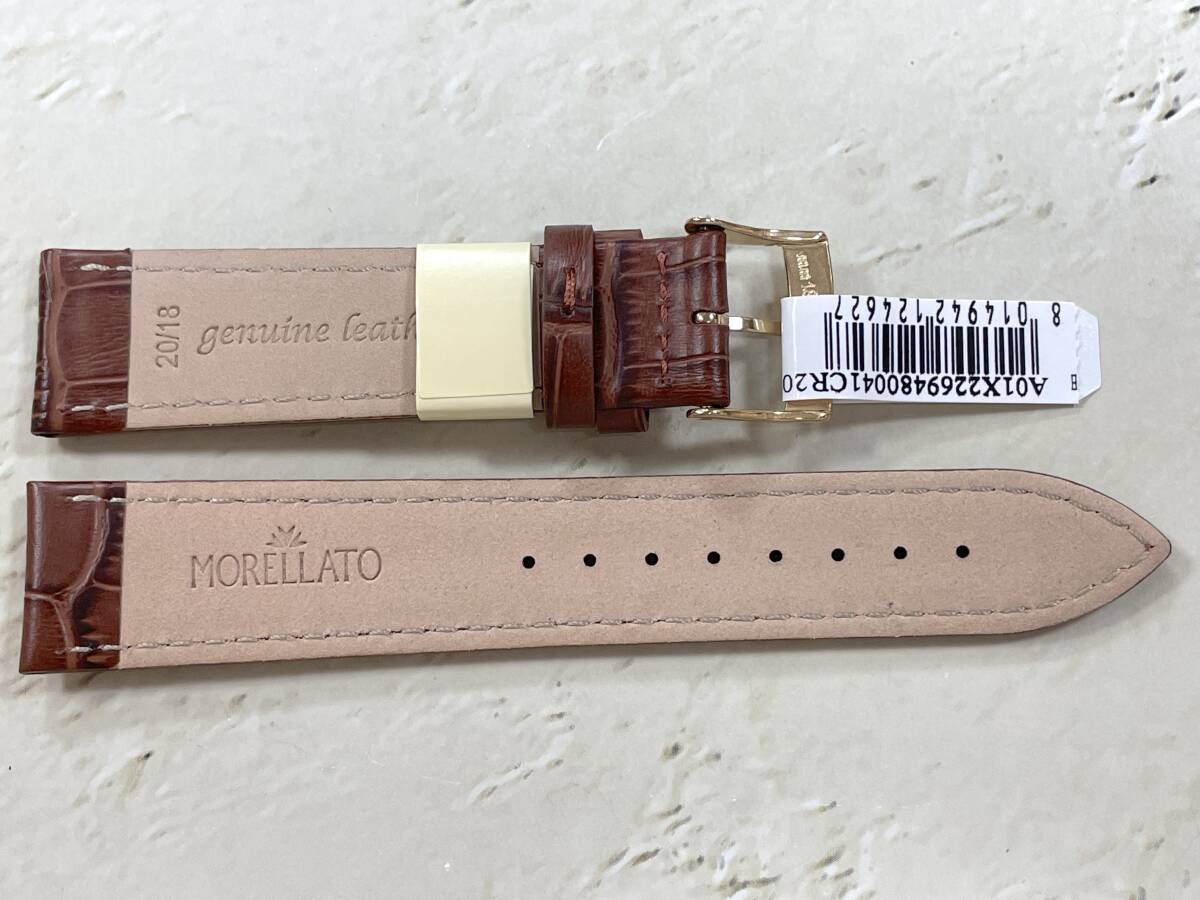 20/18
genuine leath
8 014942 124627
A01X2269480041CR20
H
MORELLATO